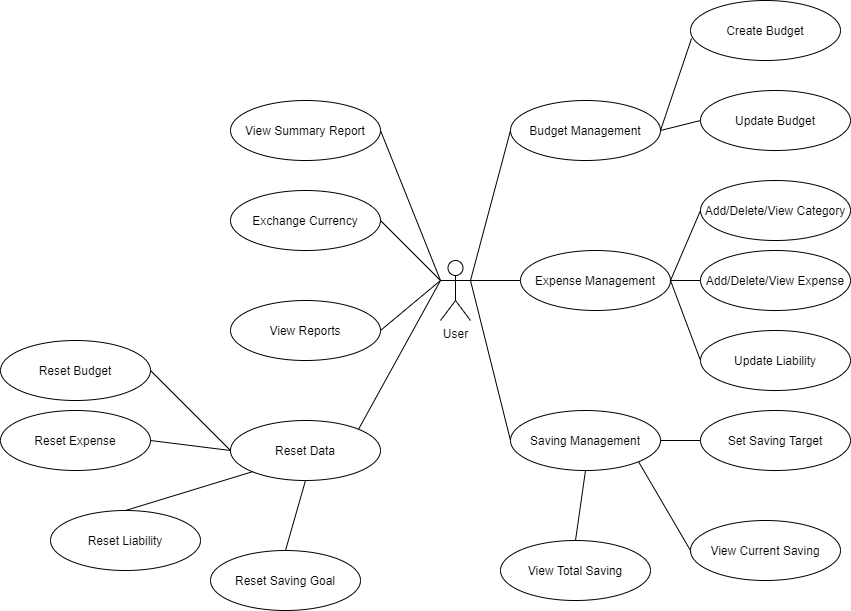 Create Budget
View Summary Report
Budget Management
Update Budget
Exchange Currency
Add/Delete/View Category
Expense Management
Add/Delete/View Expense
User
View Reports
Update Liability
Reset Budget
Reset Expense
Reset Data
Saving Management
Set Saving Target
Reset Liability
View Current Saving
Reset Saving Goal
View Total Saving